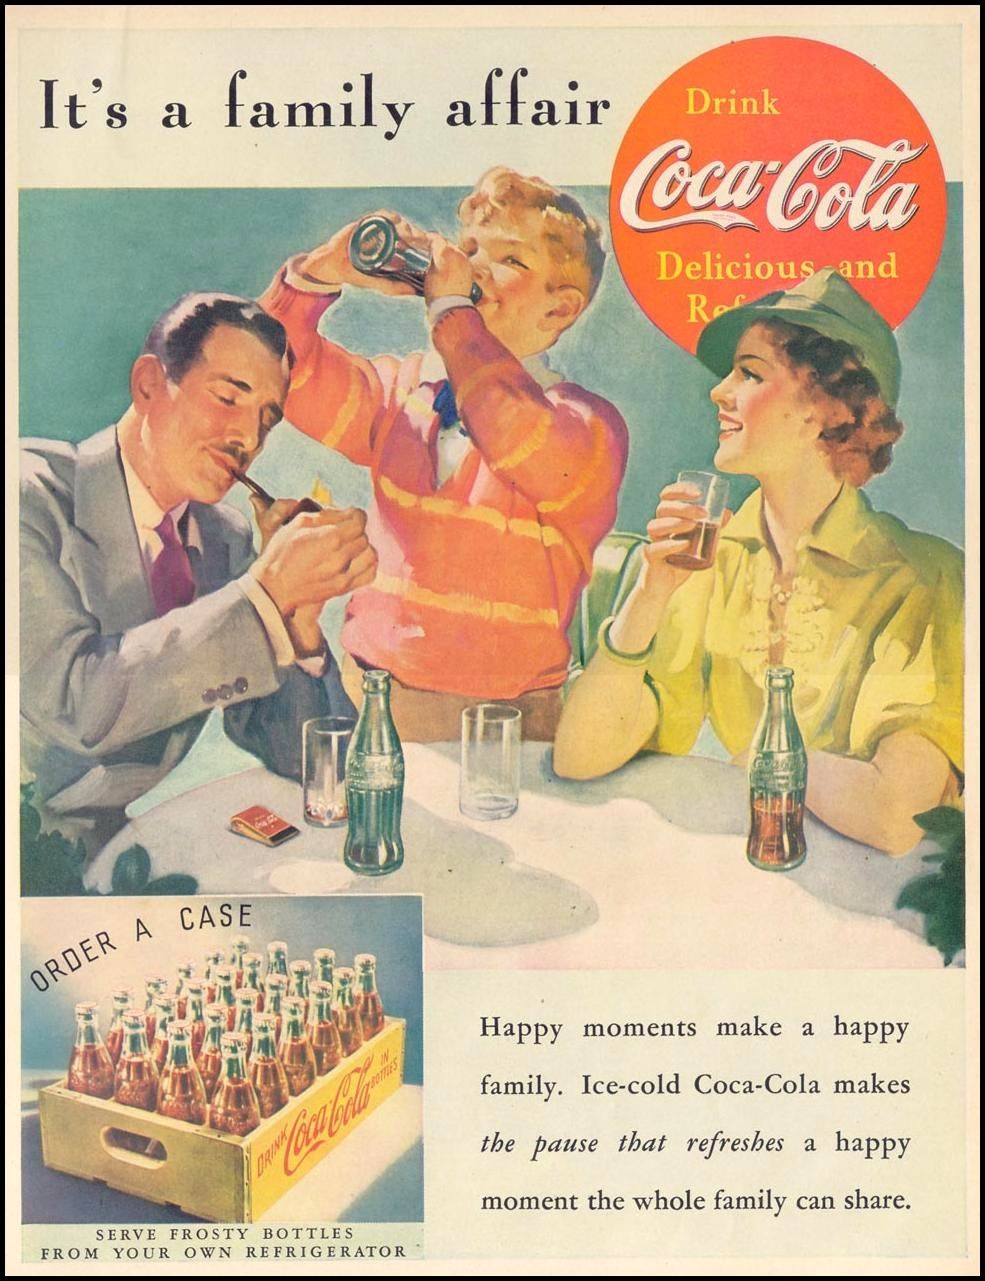 It's a family affair
Drink
Coca-Cola
Delicious and
Ref
ORDER A CASE
DRINK Coca-Cola IN BOTTLES
SERVE FROSTY BOTTLES
FROM YOUR OWN REFRIGERATOR
Happy moments make a happy
family. Ice-cold Coca-Cola makes
the pause that refreshes a happy
moment the whole family can share.